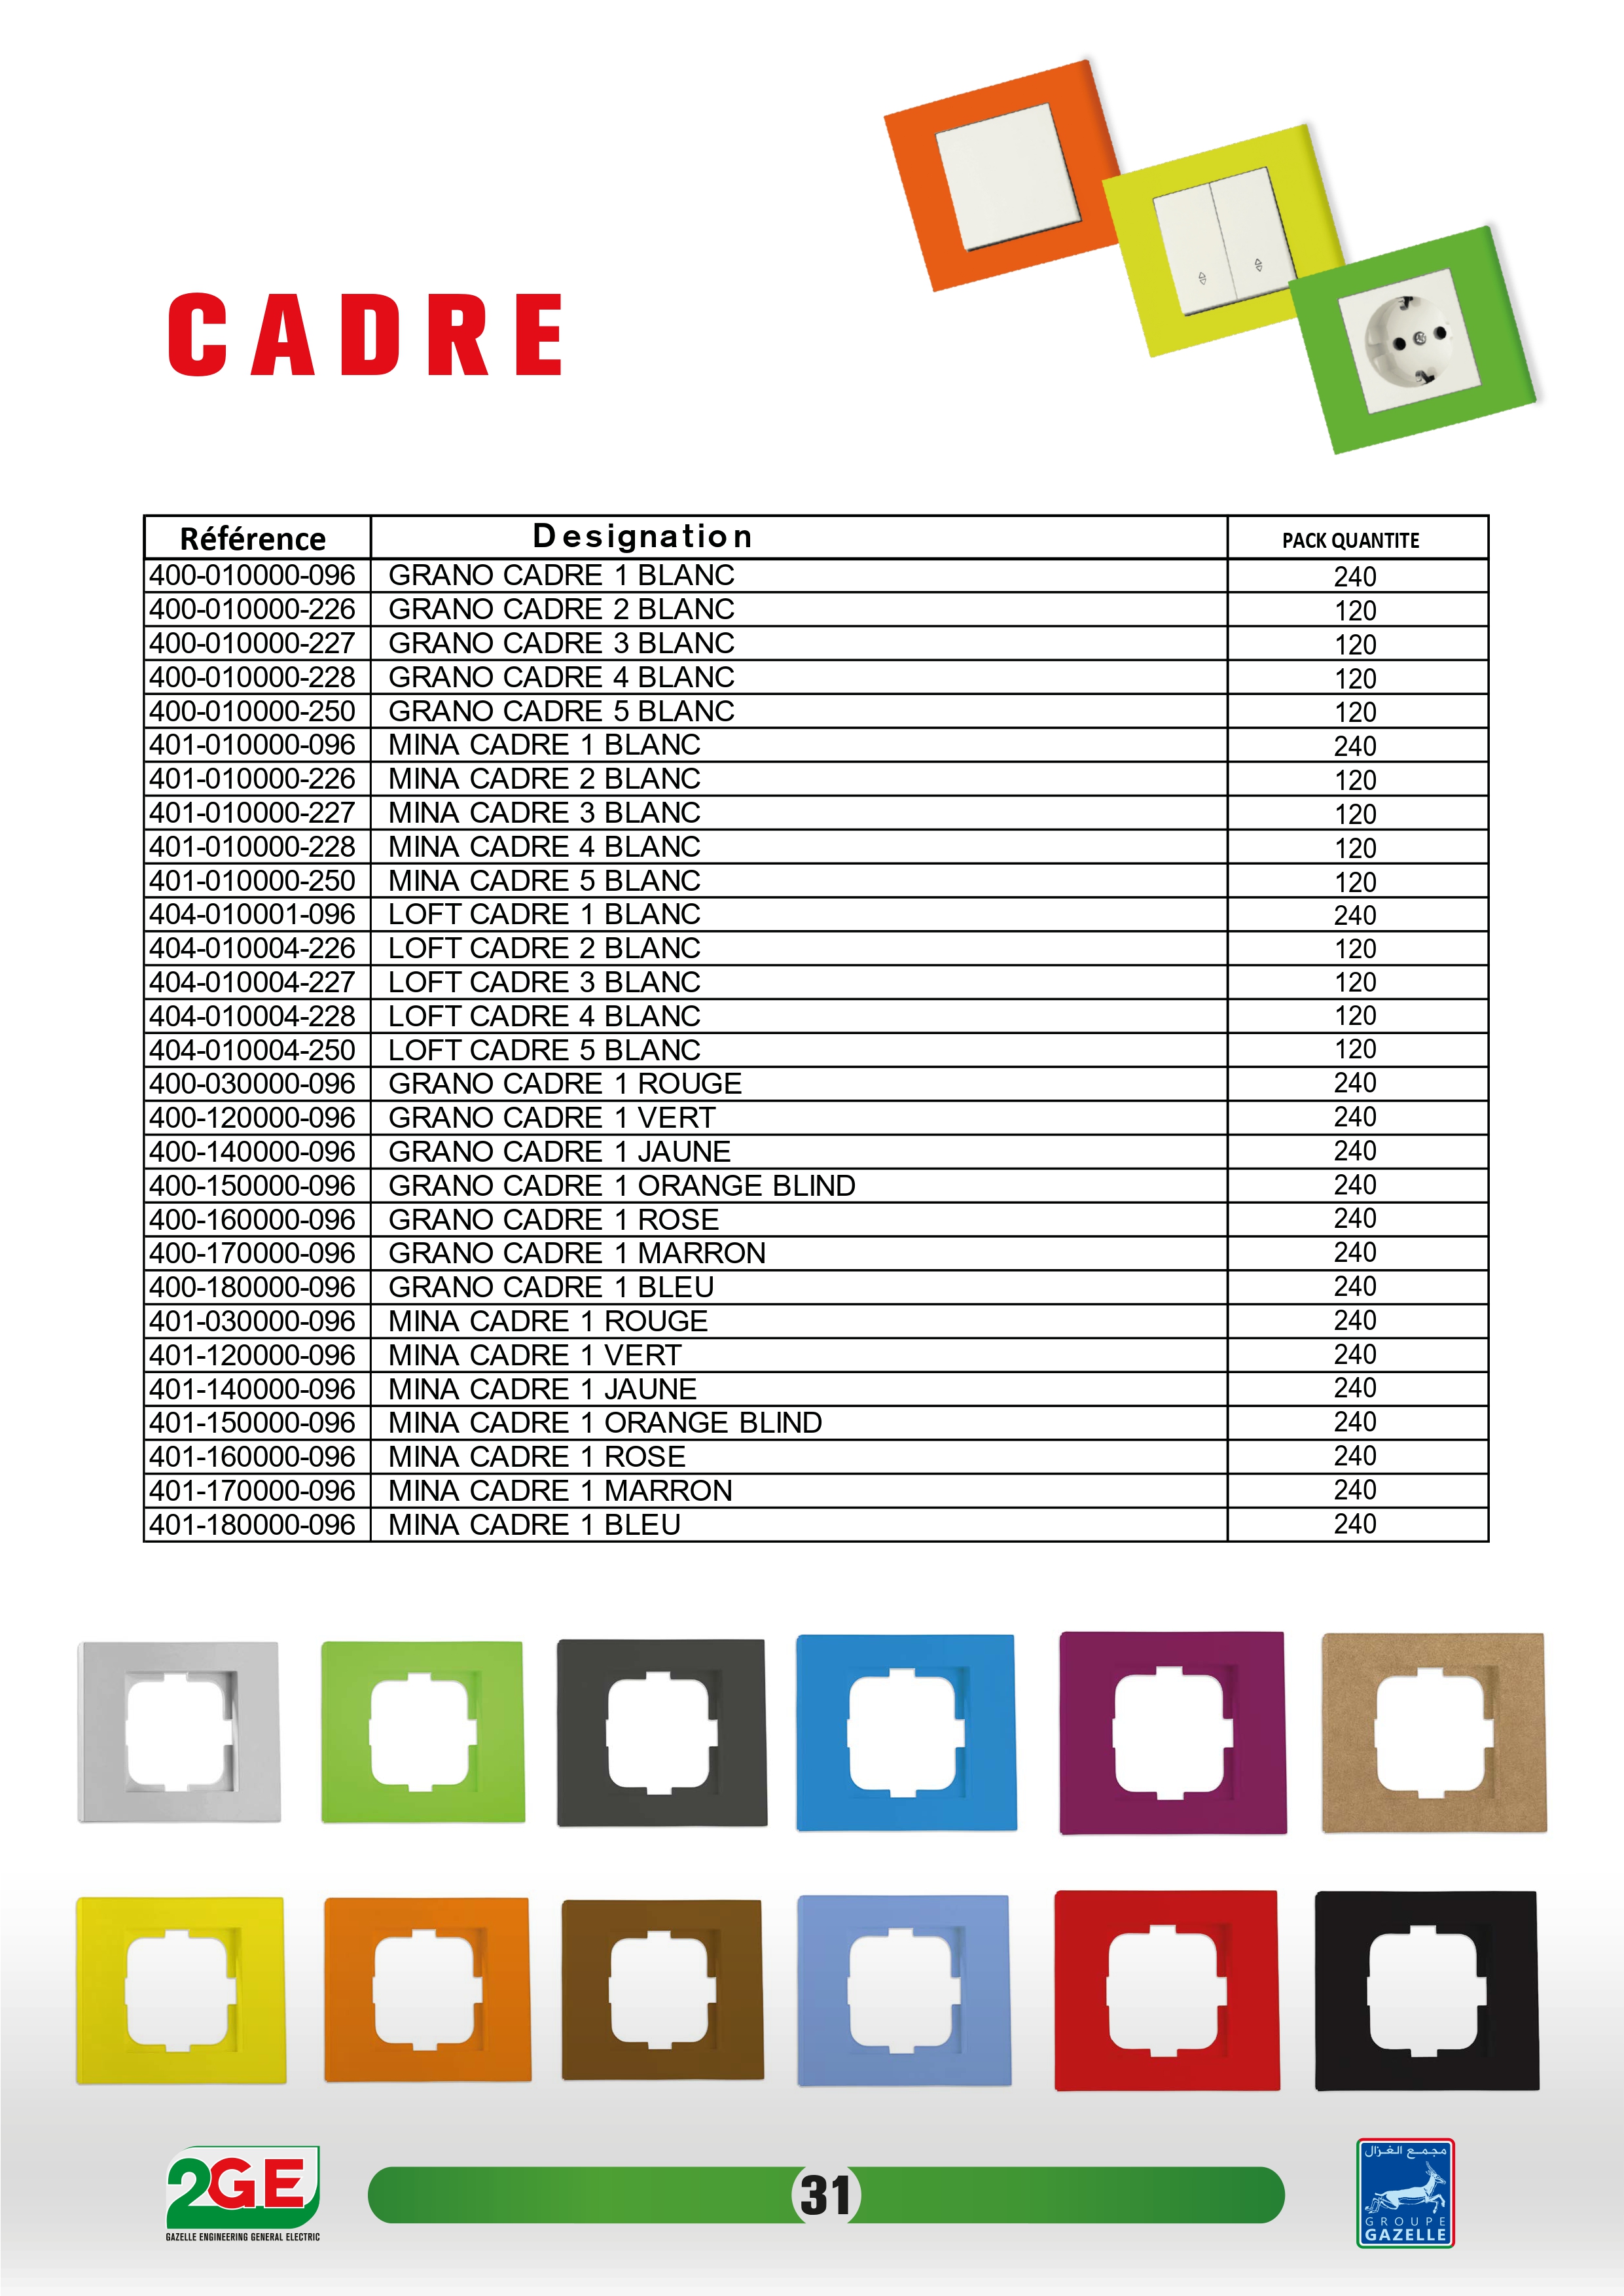 CADRE
Référence Designation PACK QUANTITE
400-010000-096 GRANO CADRE 1 BLANC 240
400-010000-226 GRANO CADRE 2 BLANC 120
400-010000-227 GRANO CADRE 3 BLANC 120
400-010000-228 GRANO CADRE 4 BLANC 120
400-010000-250 GRANO CADRE 5 BLANC 120
401-010000-096 MINA CADRE 1 BLANC 240
401-010000-226 MINA CADRE 2 BLANC 120
401-010000-227 MINA CADRE 3 BLANC 120
401-010000-228 MINA CADRE 4 BLANC 120
401-010000-250 MINA CADRE 5 BLANC 120
404-010001-096 LOFT CADRE 1 BLANC 240
404-010004-226 LOFT CADRE 2 BLANC 120
404-010004-227 LOFT CADRE 3 BLANC 120
404-010004-228 LOFT CADRE 4 BLANC 120
404-010004-250 LOFT CADRE 5 BLANC 120
400-030000-096 GRANO CADRE 1 ROUGE 240
400-120000-096 GRANO CADRE 1 VERT 240
400-140000-096 GRANO CADRE 1 JAUNE 240
400-150000-096 GRANO CADRE 1 ORANGE BLIND 240
400-160000-096 GRANO CADRE 1 ROSE 240
400-170000-096 GRANO CADRE 1 MARRON 240
400-180000-096 GRANO CADRE 1 BLEU 240
401-030000-096 MINA CADRE 1 ROUGE 240
401-120000-096 MINA CADRE 1 VERT 240
401-140000-096 MINA CADRE 1 JAUNE 240
401-150000-096 MINA CADRE 1 ORANGE BLIND 240
401-160000-096 MINA CADRE 1 ROSE 240
401-170000-096 MINA CADRE 1 MARRON 240
401-180000-096 MINA CADRE 1 BLEU 240
2GE
GAZELLE ENGINEERING GENERAL ELECTRIC
31
مجمع الغزال
GROUPE
GAZELLE